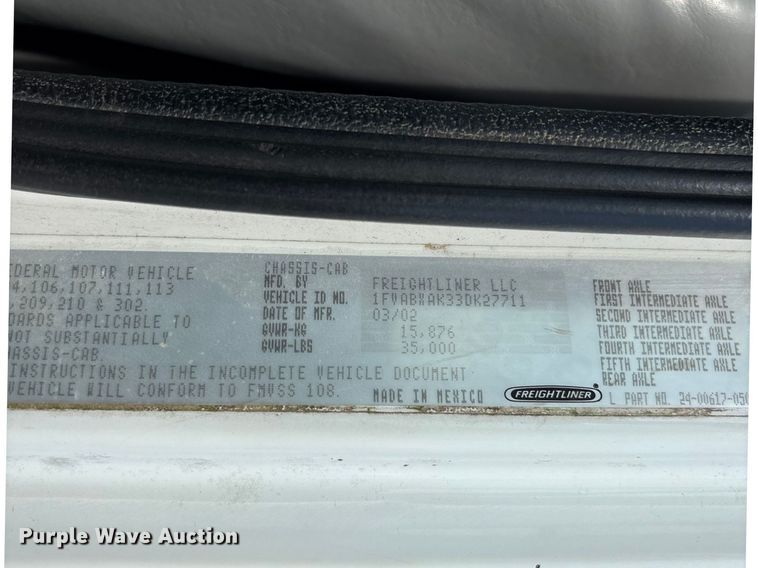 FEDERAL MOTOR VEHICLE
4,106,107,111,113
,209,210 & 302.
DARDS APPLICABLE TO
NOT SUBSTANTIALLY
CHASSIS-CAB.
INSTRUCTIONS IN THE INCOMPLETE VEHICLE DOCUMENT
VEHICLE WILL CONFORM TO FMVSS 108.
CHASSIS-CAB
MFD. BY FREIGHTLINER LLC
VEHICLE ID NO. 1FVABXAK33DK27711
DATE OF MFR. 03/02
GVWR-KG 15,876
GVWR-LBS 35,000
MADE IN MEXICO
FREIGHTLINER
FRONT AXLE
FIRST INTERMEDIATE AXLE
SECOND INTERMEDIATE AXLE
THIRD INTERMEDIATE AXLE
FOURTH INTERMEDIATE AXLE
FIFTH INTERMEDIATE AXLE
REAR AXLE
L PART NO. 24-00617-050
Purple Wave Auction